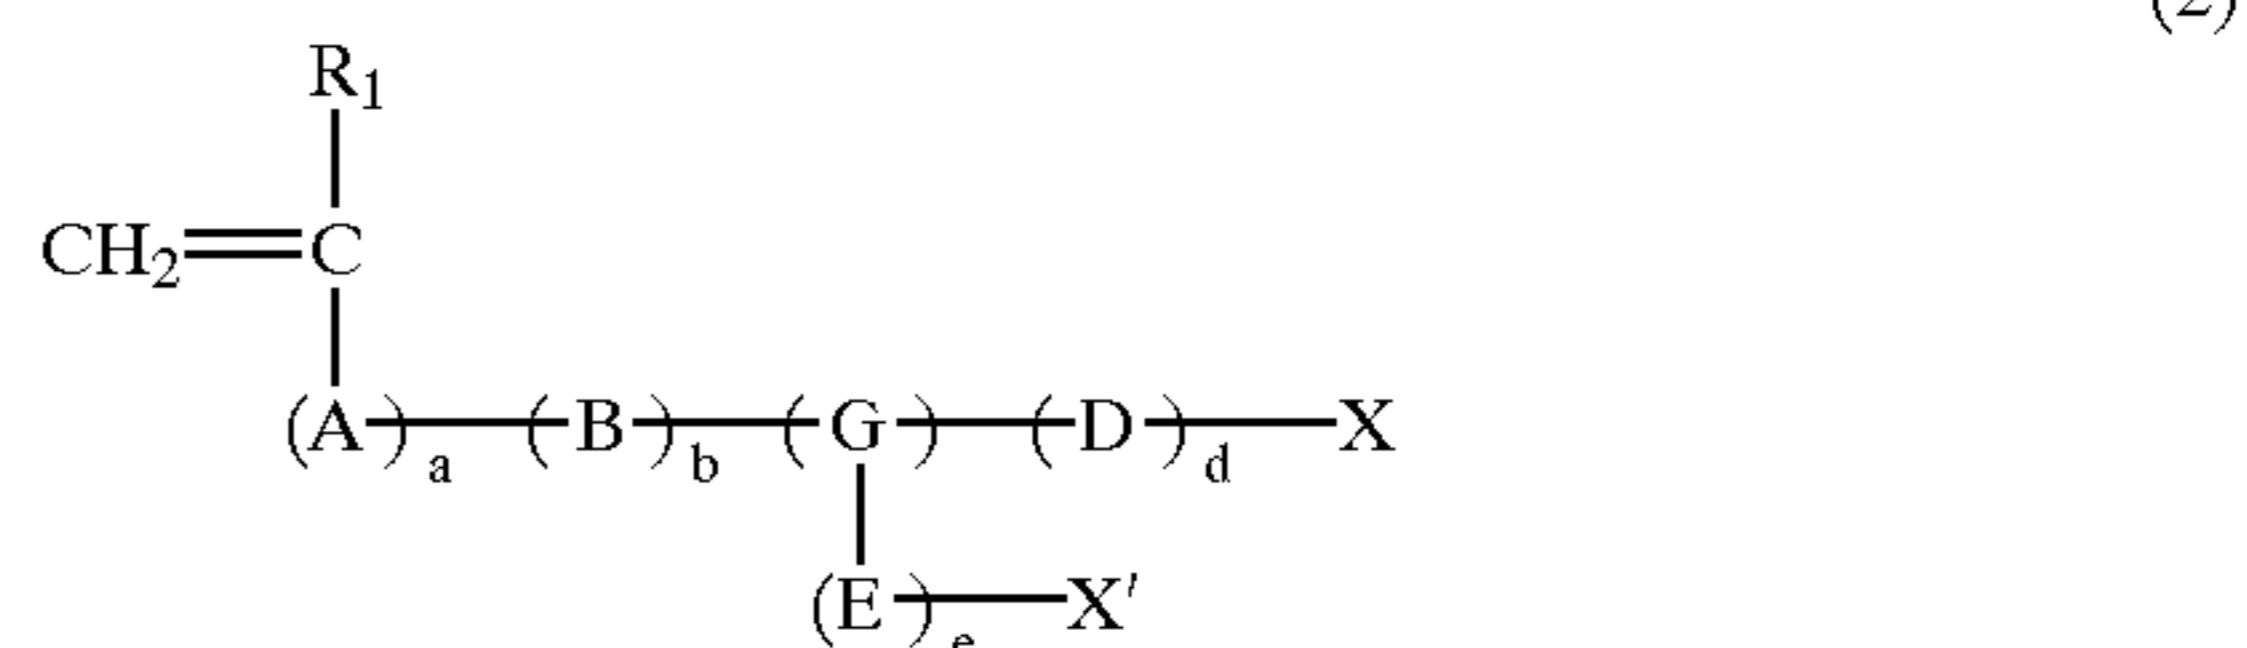 (2)
R1
CH2=C
(A)a—(B)b—(G)—(D)d—X
(E)e—X'